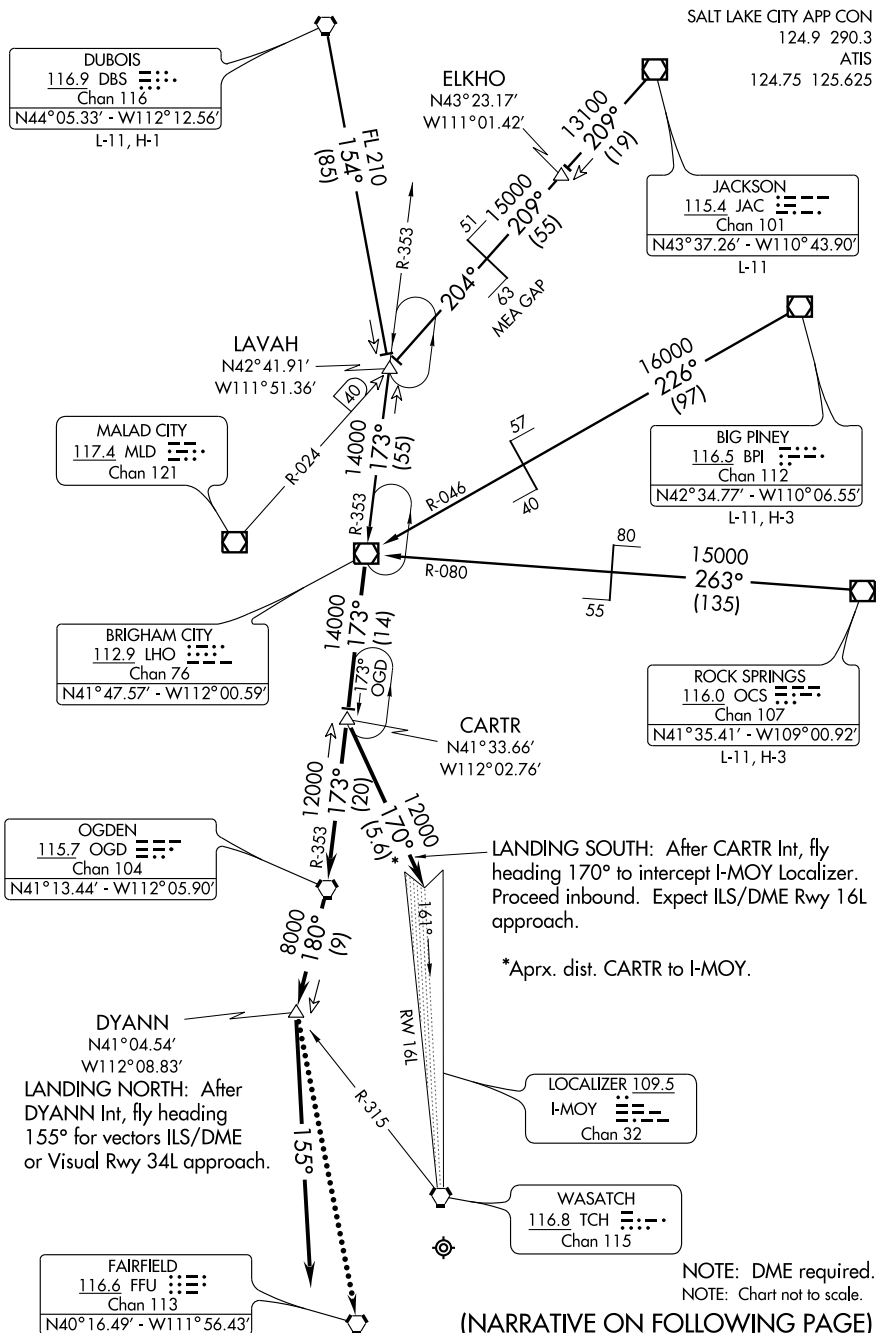 SALT LAKE CITY APP CON
124.9 290.3
ATIS
124.75 125.625
DUBOIS
116.9 DBS
Chan 116
N44°05.33' - W112°12.56'
L-11, H-1
ELKHO
N43°23.17'
W111°01.42'
13100
209°
(19)
JACKSON
115.4 JAC
Chan 101
N43°37.26' - W110°43.90'
L-11
FL 210
154°
(85)
R-353
51
15000
209°
(55)
204°
63
MEA GAP
LAVAH
N42°41.91'
W111°51.36'
40
R-024
MALAD CITY
117.4 MLD
Chan 121
14000
173°
(55)
R-353
16000
226°
(97)
57
40
R-046
BIG PINEY
116.5 BPI
Chan 112
N42°34.77' - W110°06.55'
L-11, H-3
80
55
R-080
15000
263°
(135)
BRIGHAM CITY
112.9 LHO
Chan 76
N41°47.57' - W112°00.59'
14000
173°
(14)
173°
OGD
ROCK SPRINGS
116.0 OCS
Chan 107
N41°35.41' - W109°00.92'
L-11, H-3
CARTR
N41°33.66'
W112°02.76'
12000
173°
(20)
R-353
12000
170°
(5.6)*
OGDEN
115.7 OGD
Chan 104
N41°13.44' - W112°05.90'
LANDING SOUTH: After CARTR Int, fly
heading 170° to intercept I-MOY Localizer.
Proceed inbound. Expect ILS/DME Rwy 16L
approach.
*Aprx. dist. CARTR to I-MOY.
161°
RW 16L
8000
180°
(9)
DYANN
N41°04.54'
W112°08.83'
LANDING NORTH: After
DYANN Int, fly heading
155° for vectors ILS/DME
or Visual Rwy 34L approach.
155°
R-315
LOCALIZER 109.5
I-MOY
Chan 32
WASATCH
116.8 TCH
Chan 115
FAIRFIELD
116.6 FFU
Chan 113
N40°16.49' - W111°56.43'
NOTE: DME required.
NOTE: Chart not to scale.
(NARRATIVE ON FOLLOWING PAGE)